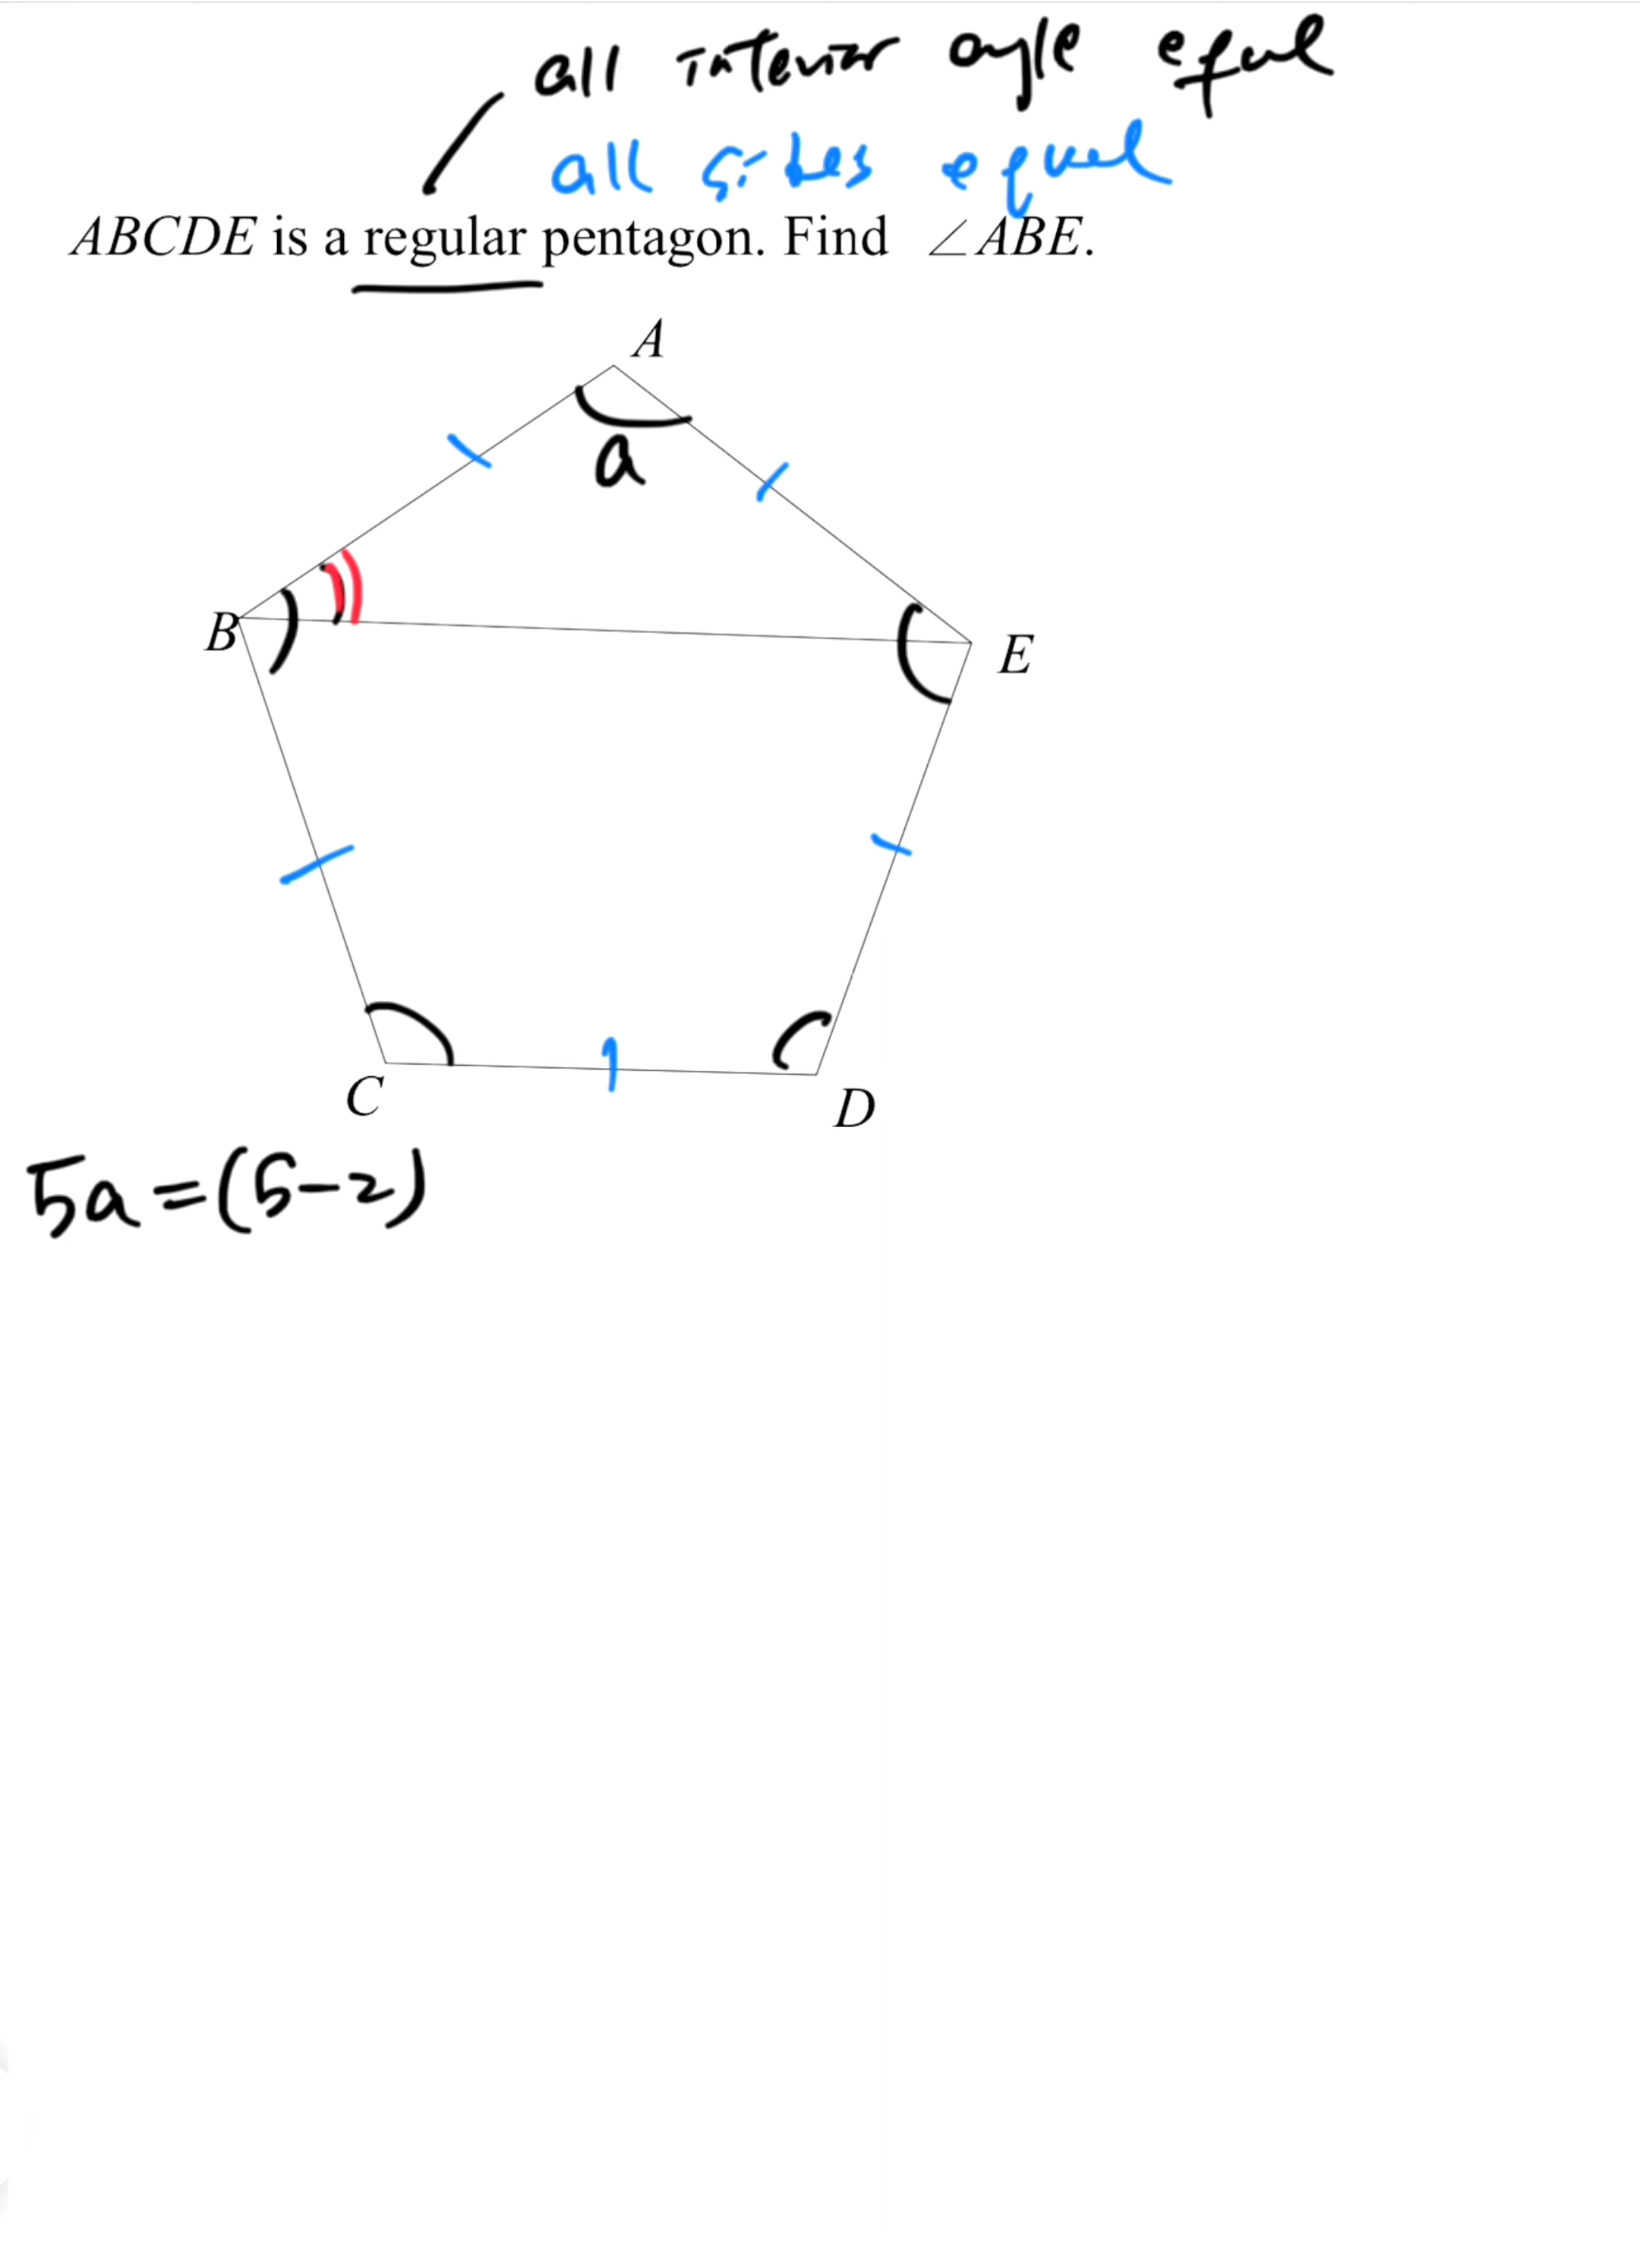 all interior angle equal
all sides equal
ABCDE is a regular pentagon. Find ∠ABE.
A
a
B
E
C
D
5a=(5-2)